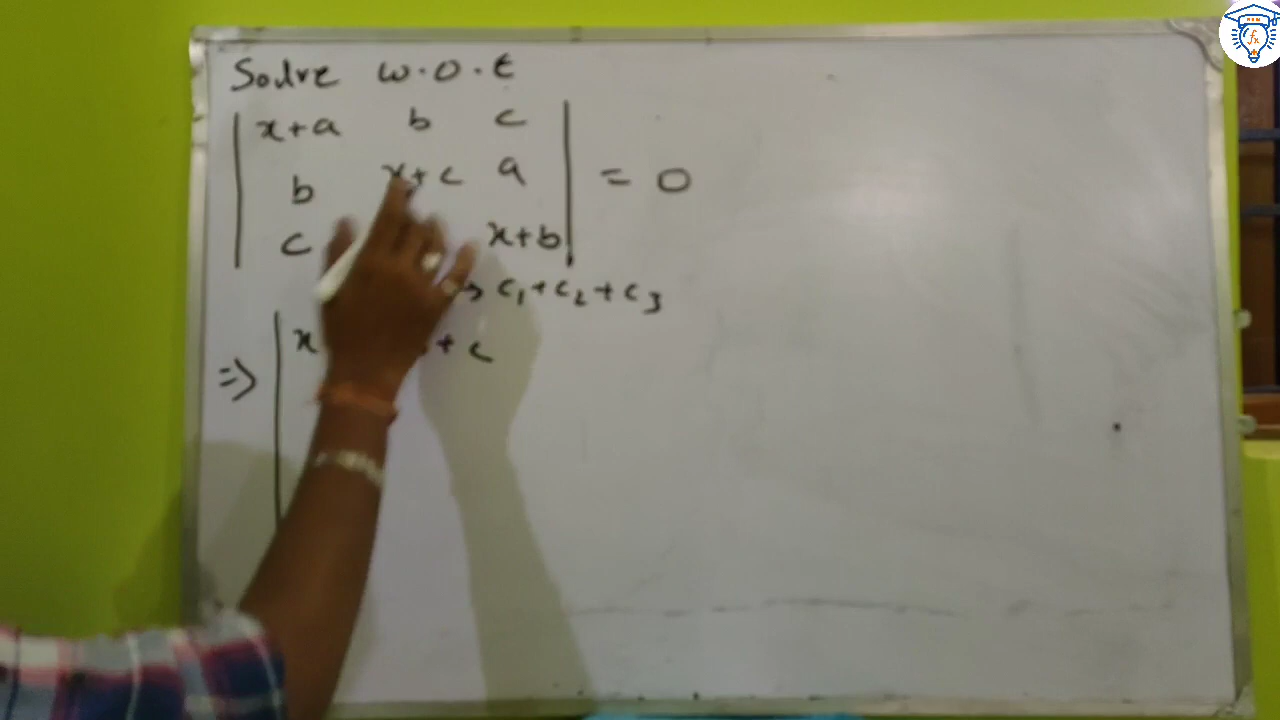 Solve w.o.t
x+a b c
b x+c a = 0
c x+b
→ c₁+c₂+c₃
⇒ x + c